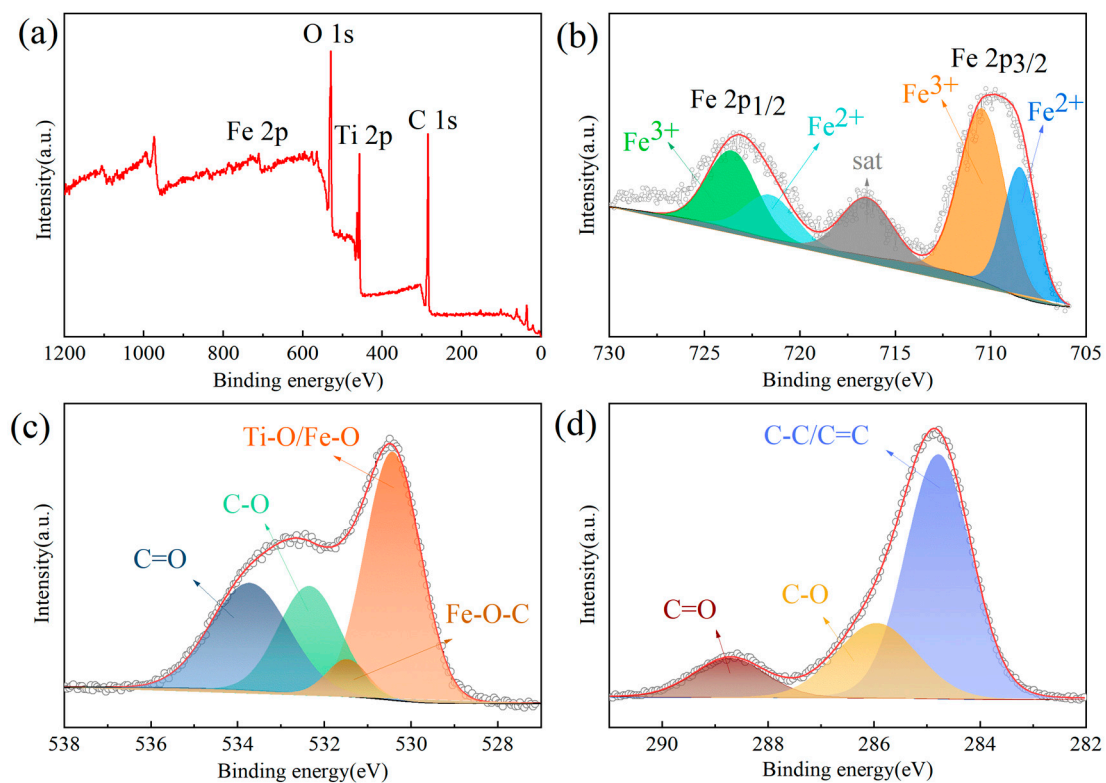 (a)
O 1s
Fe 2p
Ti 2p
C 1s
Intensity(a.u.)
1200 1000 800 600 400 200 0
Binding energy(eV)
(b)
Fe 2p3/2
Fe 2p1/2
Fe3+
Fe2+
Fe3+
Fe2+
sat
Intensity(a.u.)
730 725 720 715 710 705
Binding energy(eV)
(c)
Ti-O/Fe-O
C-O
C=O
Fe-O-C
Intensity(a.u.)
538 536 534 532 530 528
Binding energy(eV)
(d)
C-C/C=C
C-O
C=O
Intensity(a.u.)
290 288 286 284 282
Binding energy(eV)